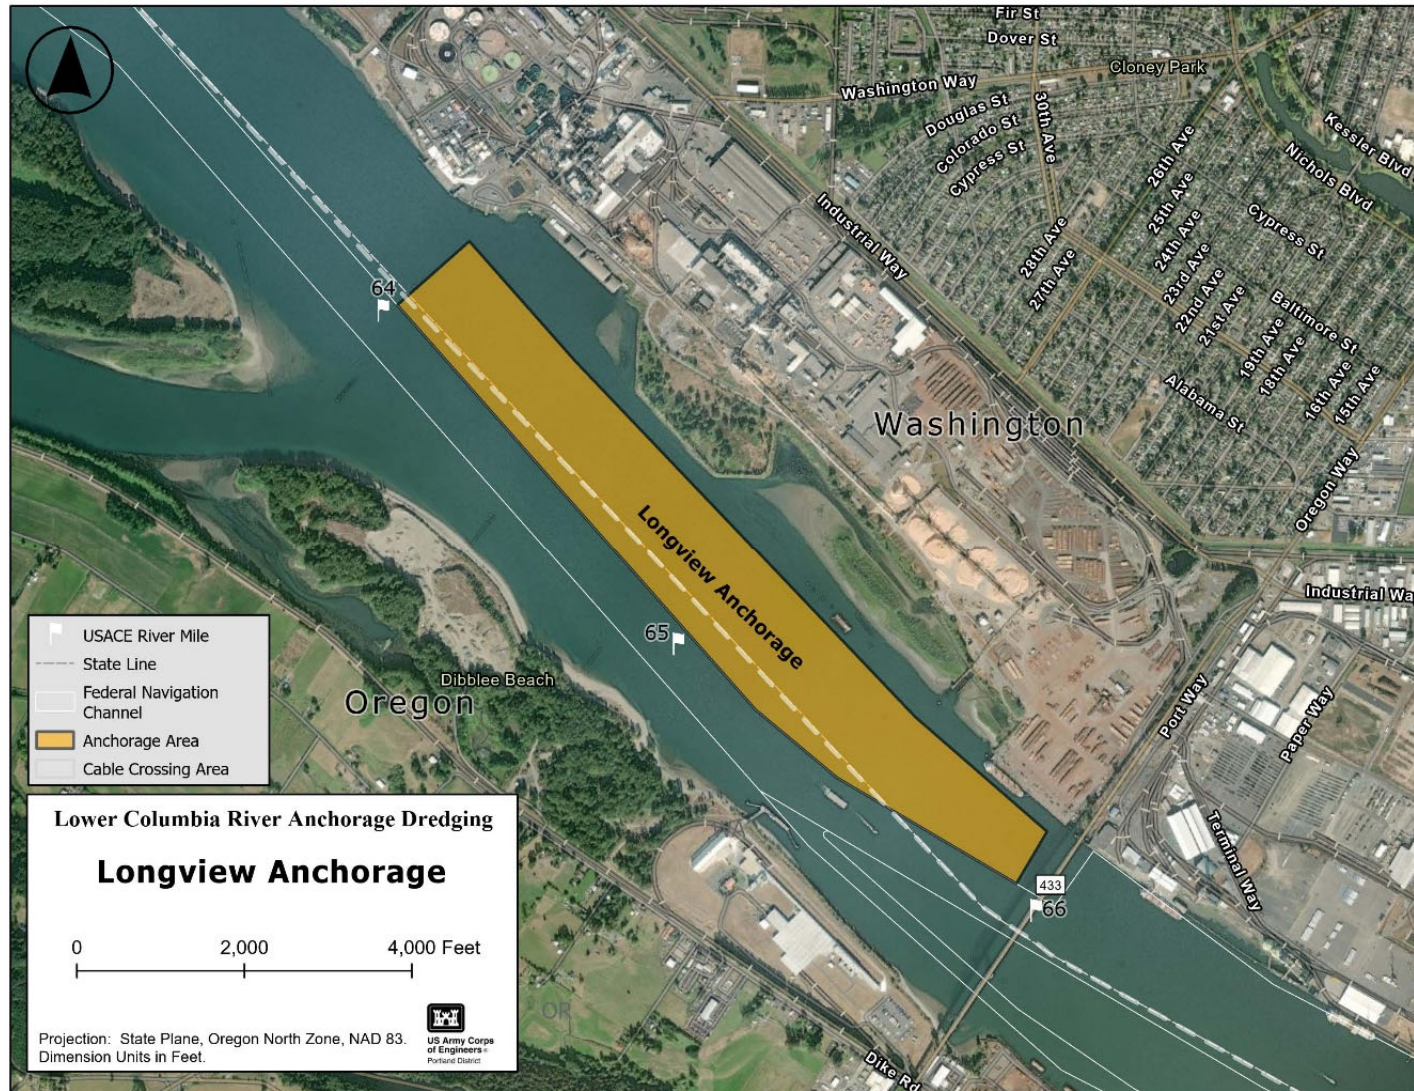 Fir St
Dover St
Cloney Park
Washington Way
Douglas St
Colorado St
Cypress St
30th Ave
26th Ave
25th Ave
24th Ave
23rd Ave
22nd Ave
21st Ave
19th Ave
18th Ave
16th Ave
15th Ave
28th Ave
27th Ave
Kessler Blvd
Nichols Blvd
Cypress St
Baltimore St
Alabama St
Oregon Way
Industrial Way
Washington
64
Longview Anchorage
65
Dibblee Beach
Oregon
Industrial Wa
Port Way
Paper Way
Terminal Way
433
66
OR
Dike Rd
USACE River Mile
State Line
Federal Navigation
Channel
Anchorage Area
Cable Crossing Area
Lower Columbia River Anchorage Dredging
Longview Anchorage
0 2,000 4,000 Feet
Projection: State Plane, Oregon North Zone, NAD 83.
Dimension Units in Feet.
US Army Corps
of Engineers®
Portland District